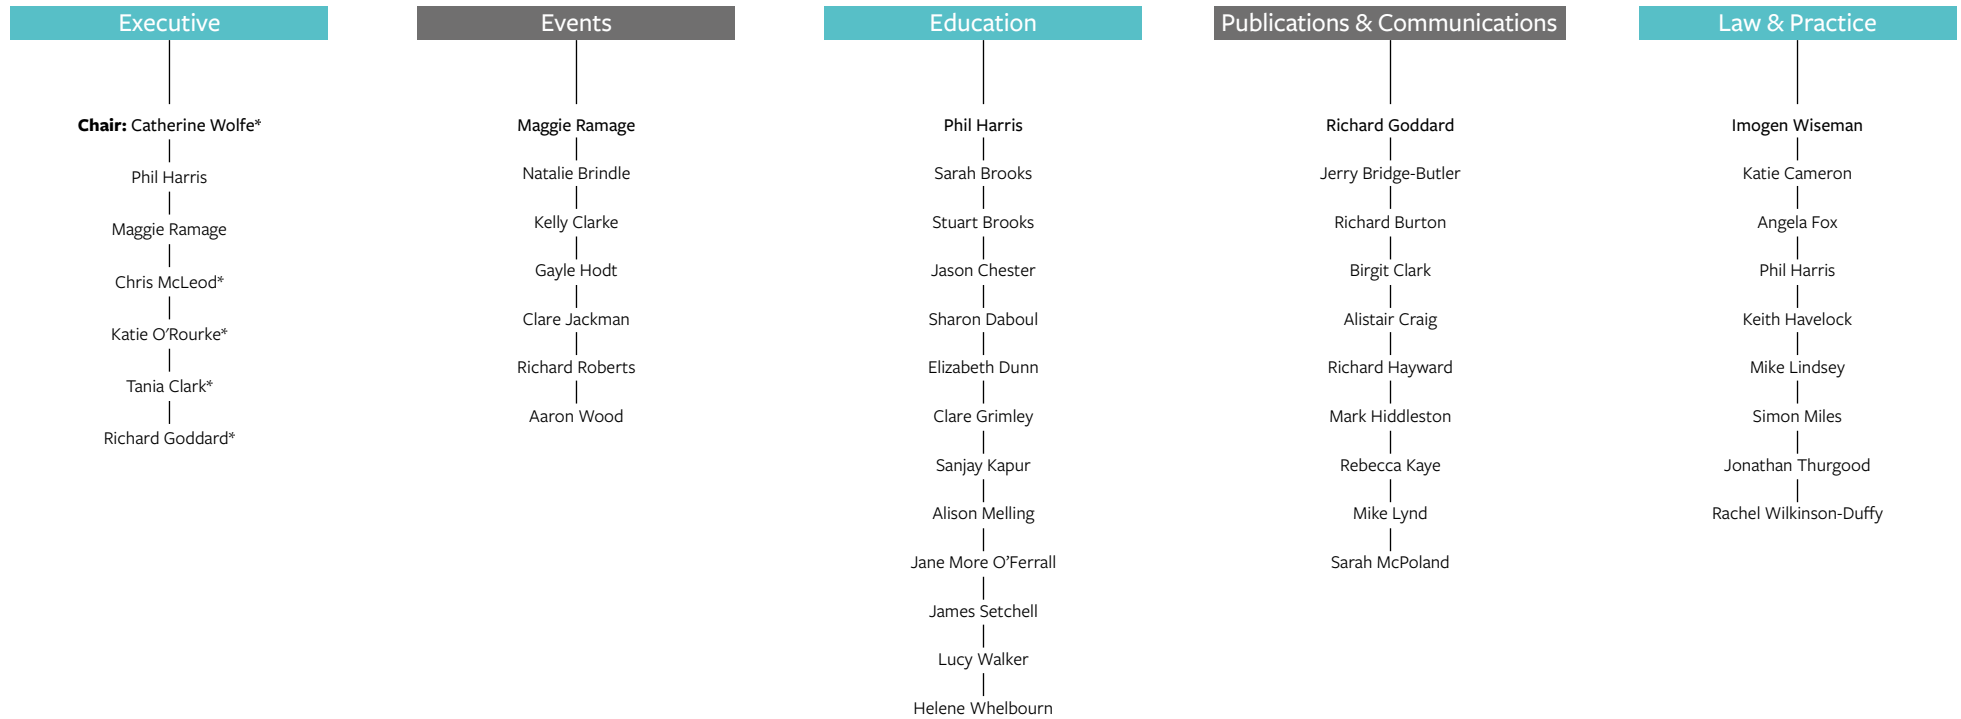 Executive
Chair: Catherine Wolfe*
Phil Harris
Maggie Ramage
Chris McLeod*
Katie O'Rourke*
Tania Clark*
Richard Goddard*
Events
Maggie Ramage
Natalie Brindle
Kelly Clarke
Gayle Hodt
Clare Jackman
Richard Roberts
Aaron Wood
Education
Phil Harris
Sarah Brooks
Stuart Brooks
Jason Chester
Sharon Daboul
Elizabeth Dunn
Clare Grimley
Sanjay Kapur
Alison Melling
Jane More O'Ferrall
James Setchell
Lucy Walker
Helene Whelbourn
Publications & Communications
Richard Goddard
Jerry Bridge-Butler
Richard Burton
Birgit Clark
Alistair Craig
Richard Hayward
Mark Hiddleston
Rebecca Kaye
Mike Lynd
Sarah McPoland
Law & Practice
Imogen Wiseman
Katie Cameron
Angela Fox
Phil Harris
Keith Havelock
Mike Lindsey
Simon Miles
Jonathan Thurgood
Rachel Wilkinson-Duffy